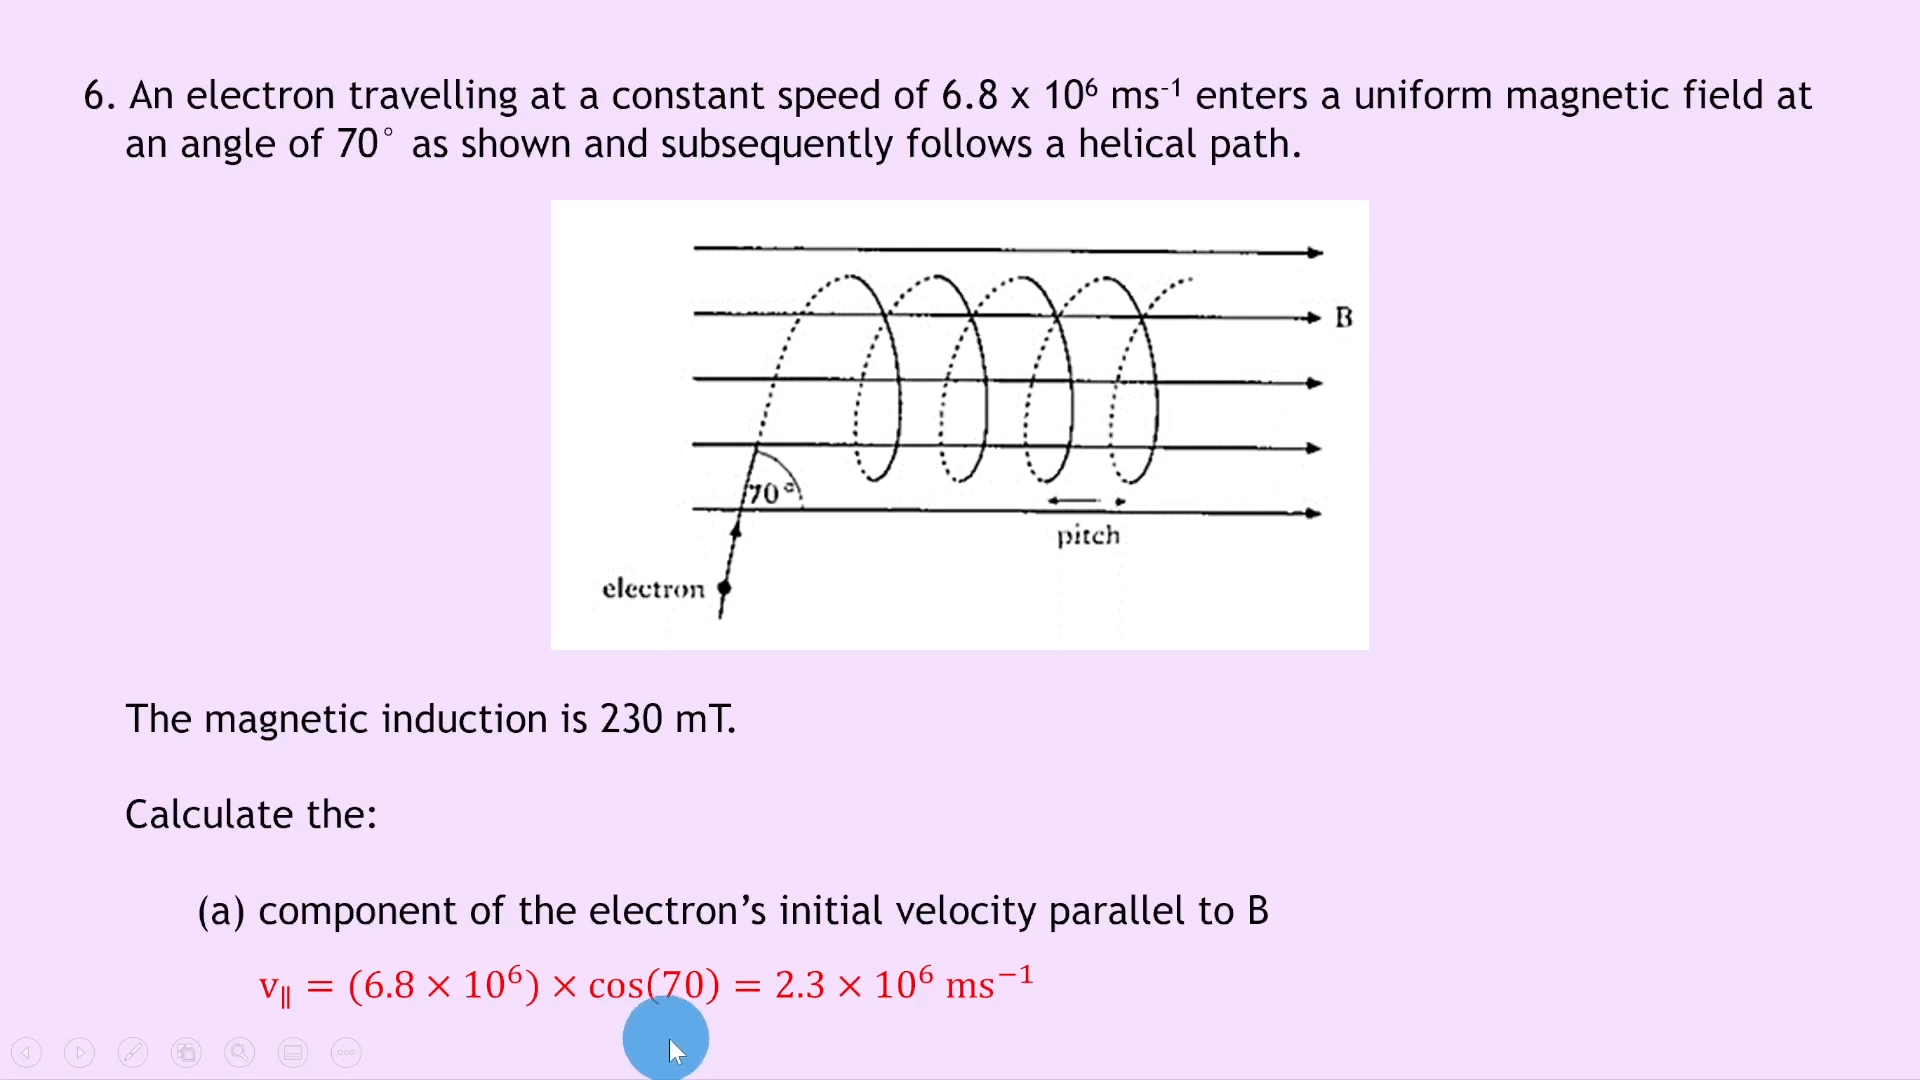 6. An electron travelling at a constant speed of 6.8 x 10⁶ ms⁻¹ enters a uniform magnetic field at
an angle of 70° as shown and subsequently follows a helical path.
B
70°
pitch
electron
The magnetic induction is 230 mT.
Calculate the:
(a) component of the electron’s initial velocity parallel to B
v∥ = (6.8 × 10⁶) × cos(70) = 2.3 × 10⁶ ms⁻¹